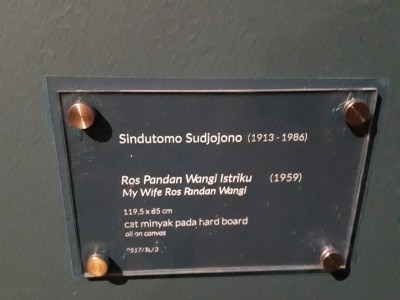 Sindutomo Sudjojono (1913 - 1986)
Ros Pandan Wangi Istriku (1959)
My Wife Ros Pandan Wangi
119,5 x 85 cm
cat minyak pada hard board
oil on canvas